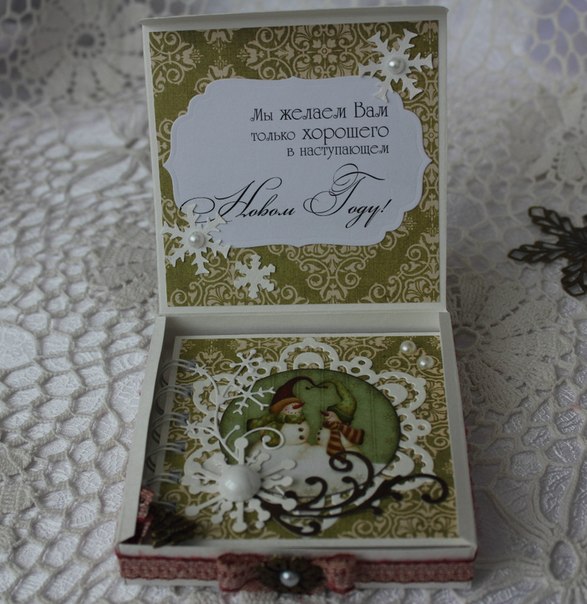 Мы желаем Вам
только хорошего
в наступающем
Новом Году!